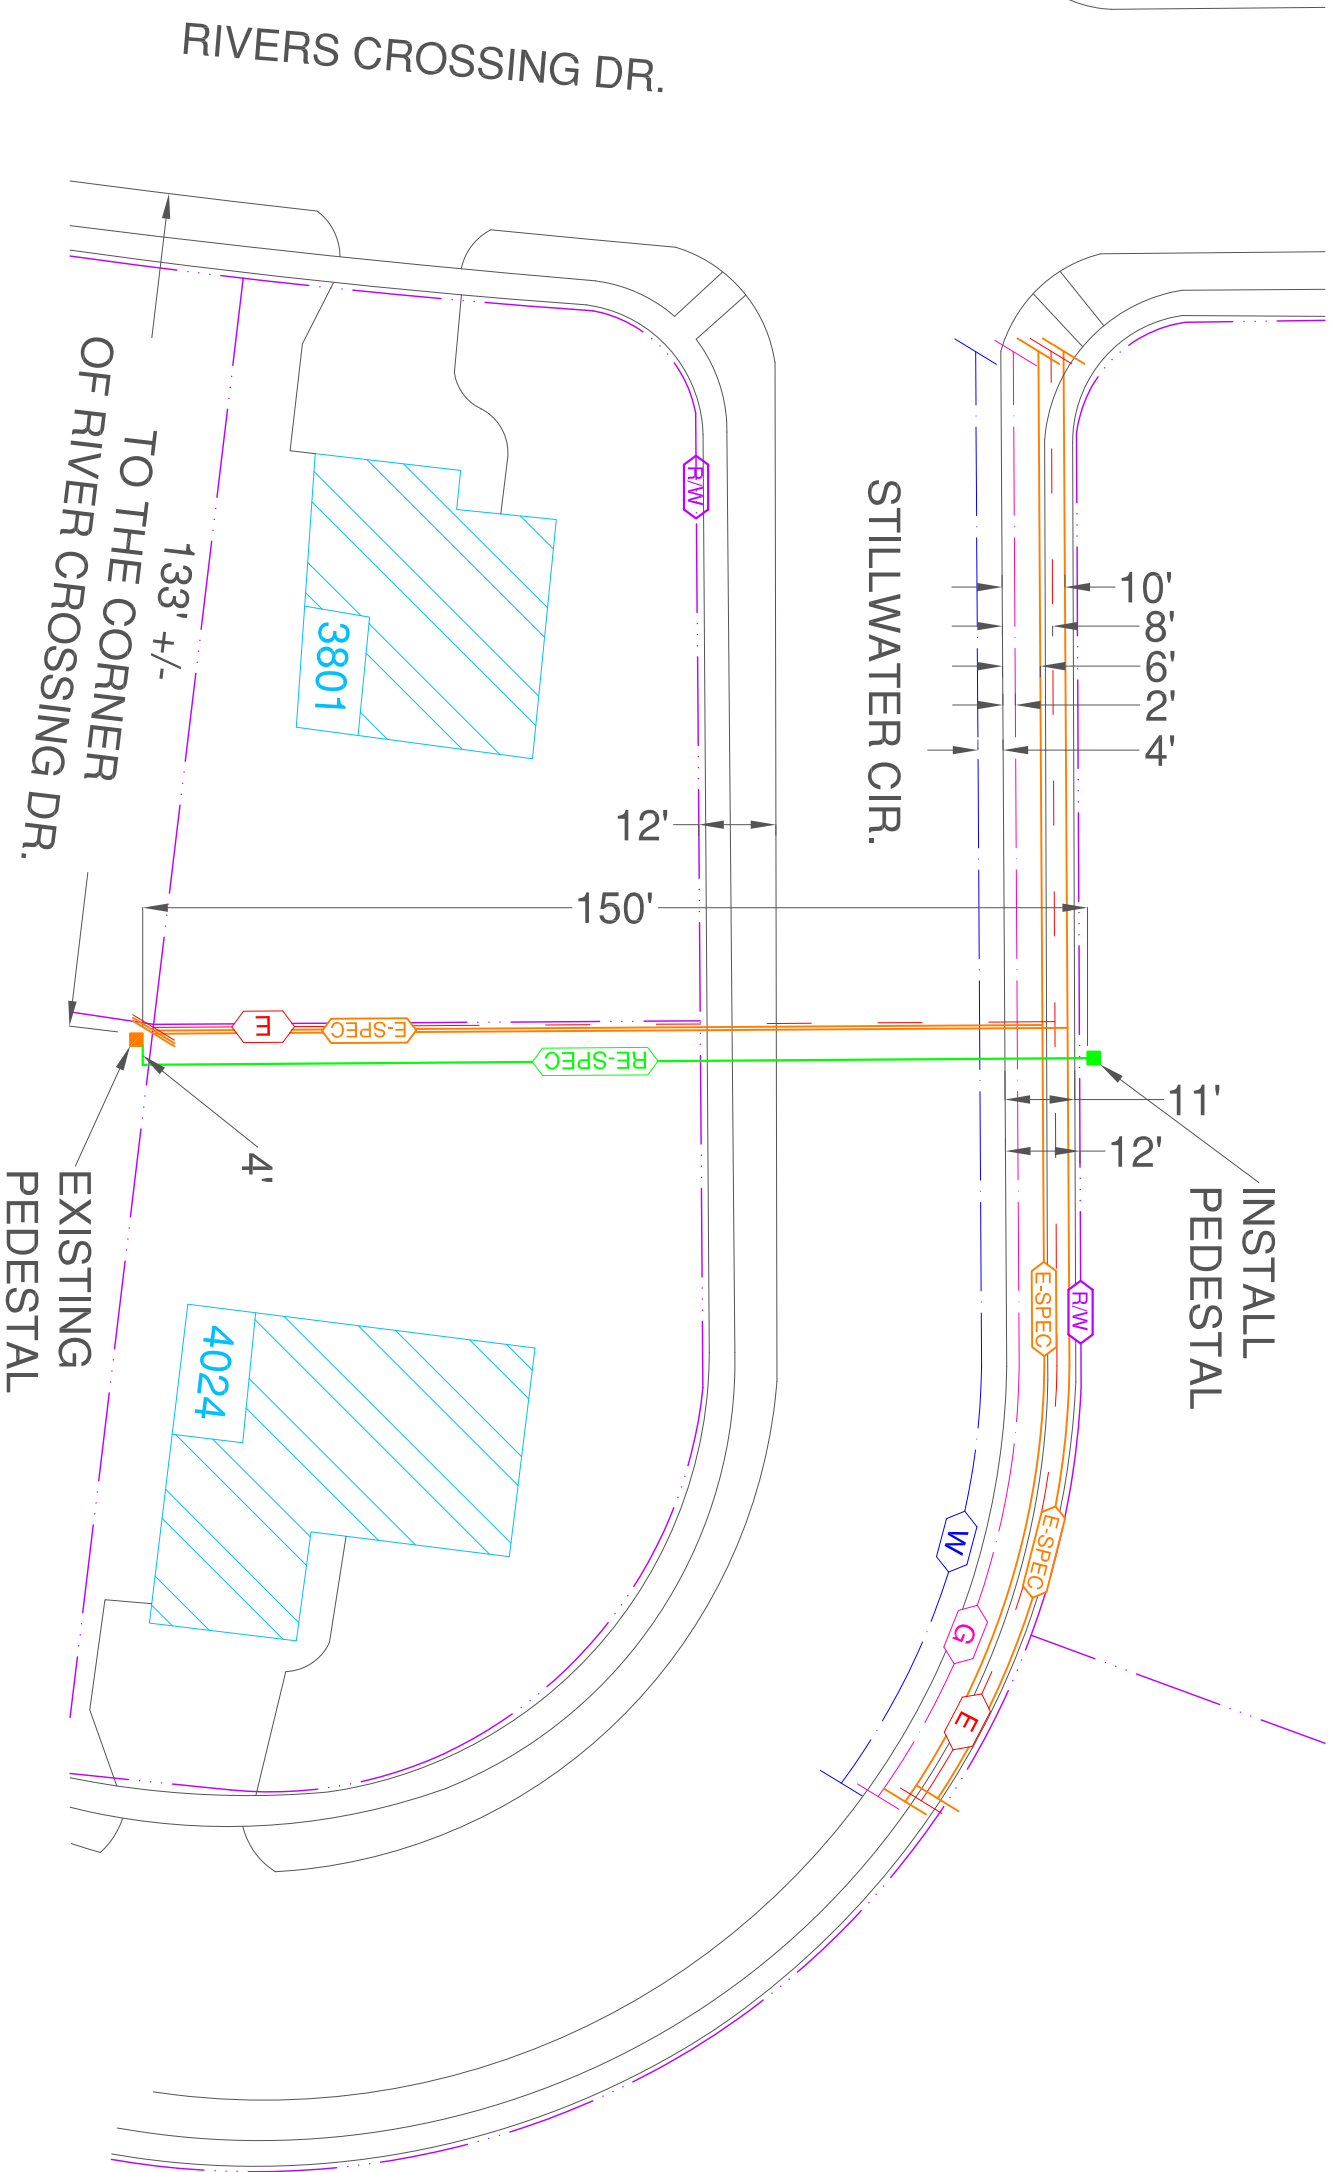 RIVERS CROSSING DR.
133' +/-
TO THE CORNER
OF RIVER CROSSING DR.
3801
R/W
STILLWATER CIR.
10'
8'
6'
2'
4'
12'
150'
E
E-SPEC
RE-SPEC
11'
12'
4'
EXISTING
PEDESTAL
INSTALL
PEDESTAL
E-SPEC
R/W
4024
E-SPEC
W
G
E